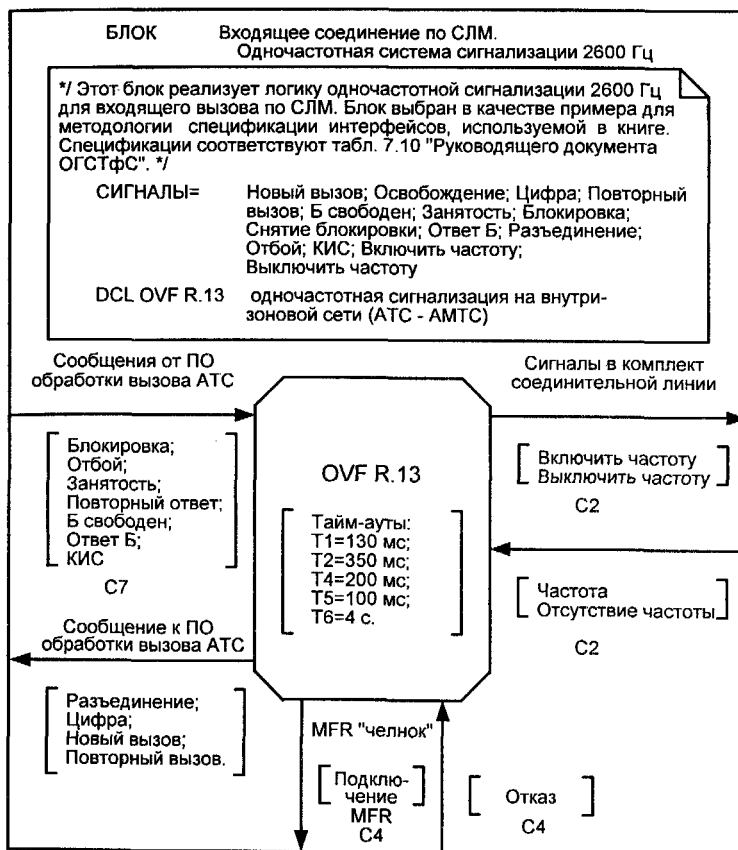 БЛОК Входящее соединение по СЛМ.
Одночастотная система сигнализации 2600 Гц
*/ Этот блок реализует логику одночастотной сигнализации 2600 Гц
для входящего вызова по СЛМ. Блок выбран в качестве примера для
методологии спецификации интерфейсов, используемой в книге.
Спецификации соответствуют табл. 7.10 "Руководящего документа
ОГСТфС". */
СИГНАЛЫ= Новый вызов; Освобождение; Цифра; Повторный
вызов; Б свободен; Занятость; Блокировка;
Снятие блокировки; Ответ Б; Разъединение;
Отбой; КИС; Включить частоту;
Выключить частоту
DCL OVF R.13 одночастотная сигнализация на внутри-
зоновой сети (АТС - АМТС)
Сообщения от ПО
обработки вызова АТС
Блокировка;
Отбой;
Занятость;
Повторный ответ;
Б свободен;
Ответ Б;
КИС
С7
Сообщение к ПО
обработки вызова АТС
Разъединение;
Цифра;
Новый вызов;
Повторный вызов.
OVF R.13
Тайм-ауты:
T1=130 мс;
T2=350 мс;
T4=200 мс;
T5=100 мс;
T6=4 с.
Сигналы в комплект
соединительной линии
Включить частоту
Выключить частоту
С2
Частота
Отсутствие частоты
С2
MFR "челнок"
Подклю-
чение
MFR
С4
Отказ
С4